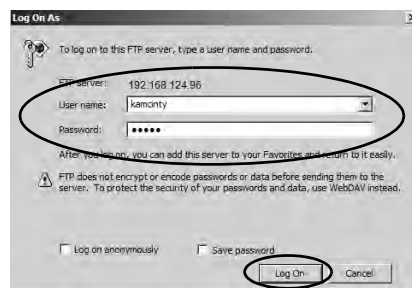 Log On As
To log on to this FTP server, type a user name and password.
FTP server: 192.168.124.96
User name: kamcinty
Password: •••••
After you log on, you can add this server to your Favorites and return to it easily.
FTP does not encrypt or encode passwords or data before sending them to the
server. To protect the security of your passwords and data, use WebDAV instead.
Log on anonymously Save password
Log On Cancel